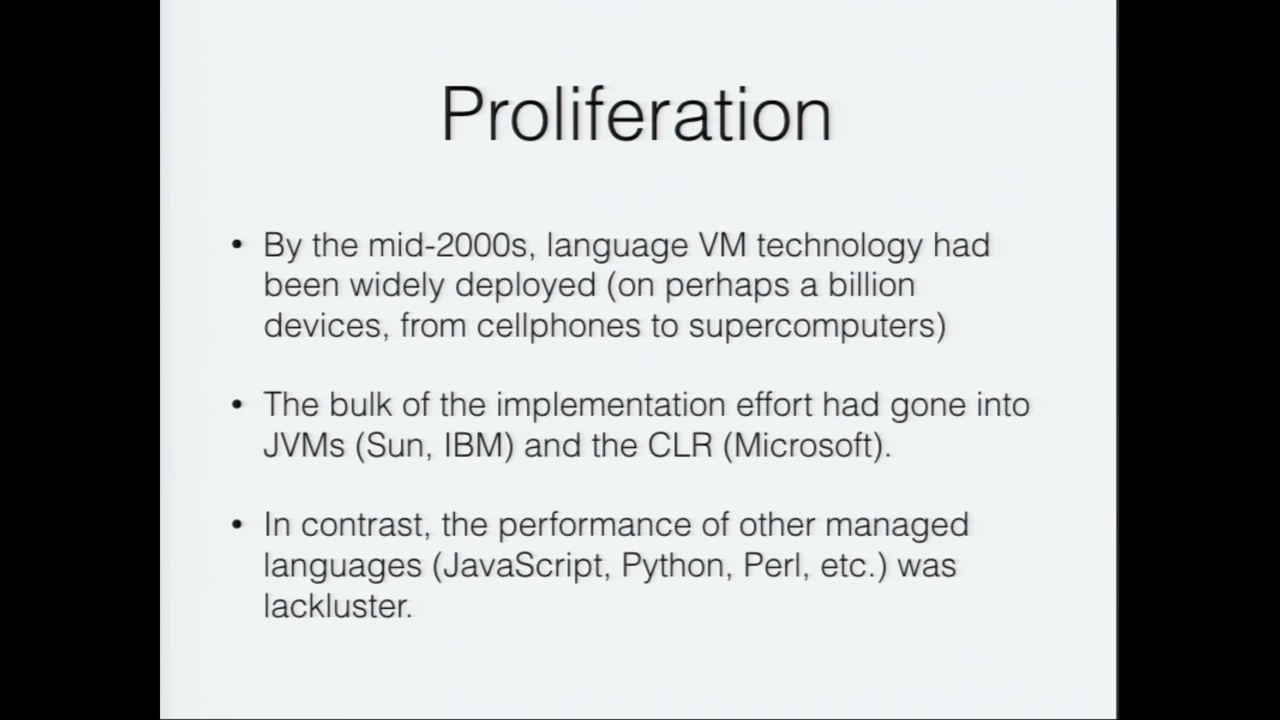 Proliferation
• By the mid-2000s, language VM technology had
been widely deployed (on perhaps a billion
devices, from cellphones to supercomputers)
• The bulk of the implementation effort had gone into
JVMs (Sun, IBM) and the CLR (Microsoft).
• In contrast, the performance of other managed
languages (JavaScript, Python, Perl, etc.) was
lackluster.